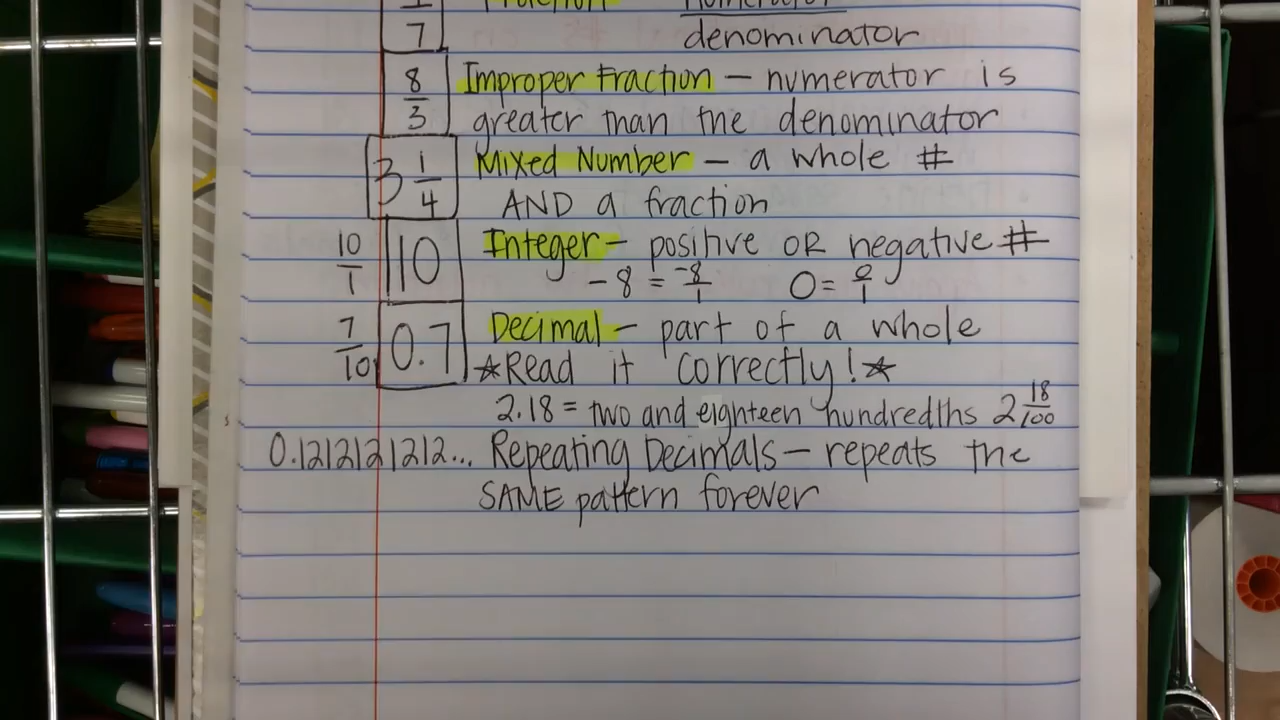 7 denominator
8/3 Improper Fraction – numerator is
greater than the denominator
3 1/4 Mixed Number – a whole #
AND a fraction
10/1 10 Integer – positive OR negative #
-8 = -8/1 0 = 0/1
7/10 0.7 Decimal – part of a whole
☆Read it correctly!☆
2.18 = two and eighteen hundredths 2 18/100
0.1212121212... Repeating Decimals – repeats the
SAME pattern forever